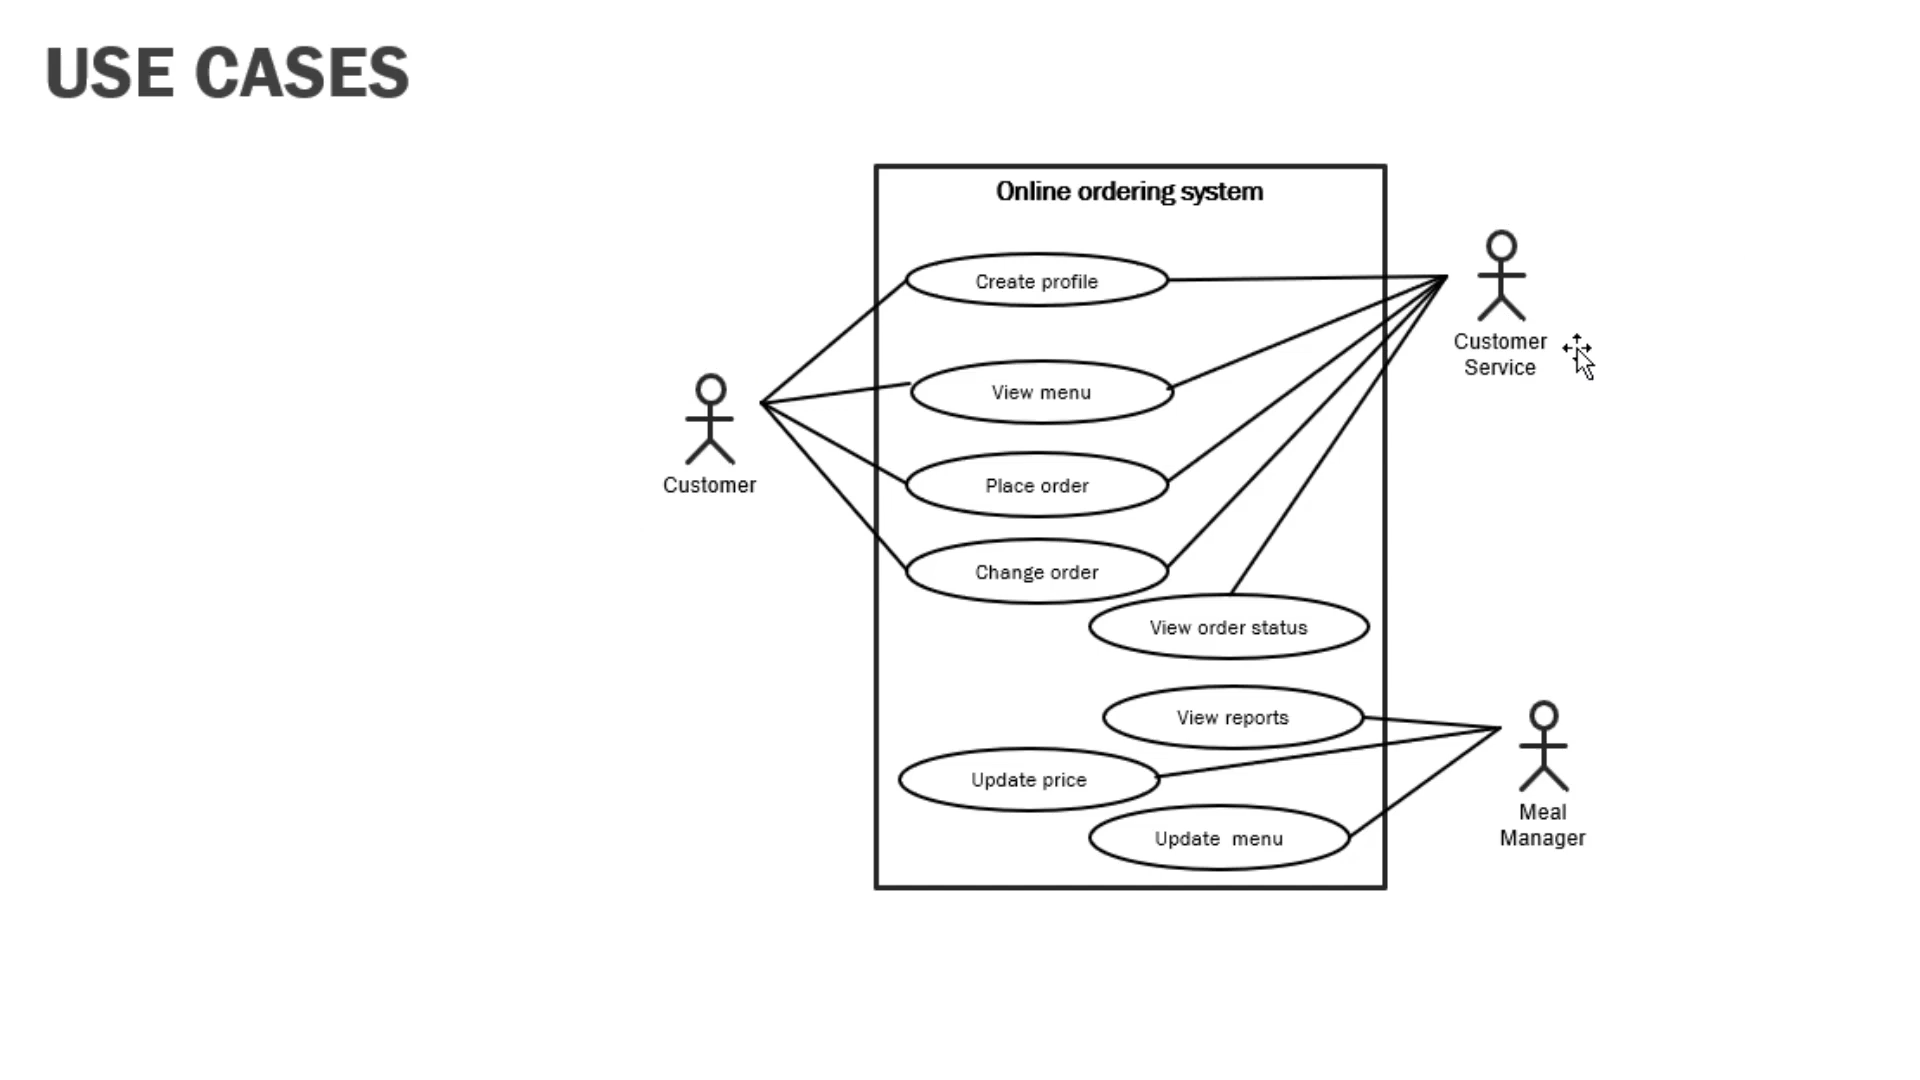 USE CASES
Online ordering system
Create profile
Customer
Service
View menu
Customer
Place order
Change order
View order status
View reports
Update price
Meal
Manager
Update menu